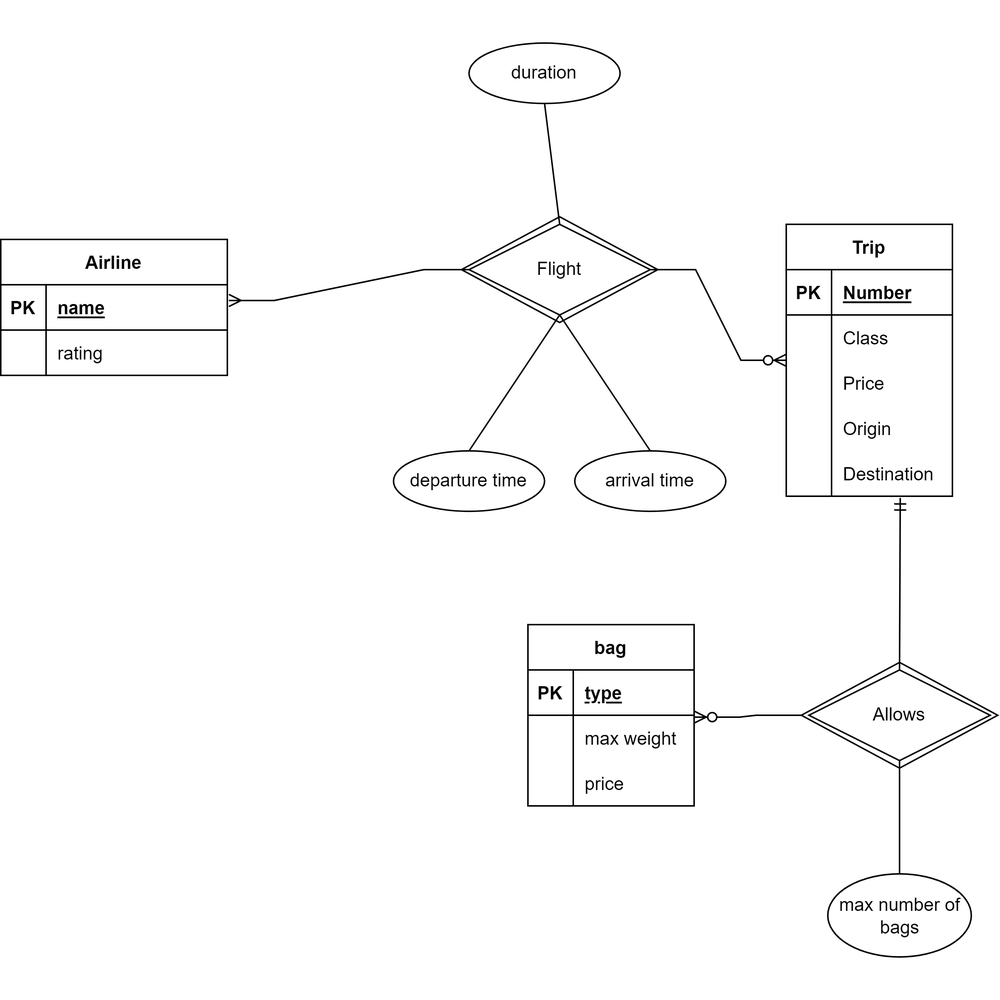 duration
Flight
Airline
PK name
rating
Trip
PK Number
Class
Price
Origin
Destination
departure time
arrival time
bag
PK type
max weight
price
Allows
max number of
bags